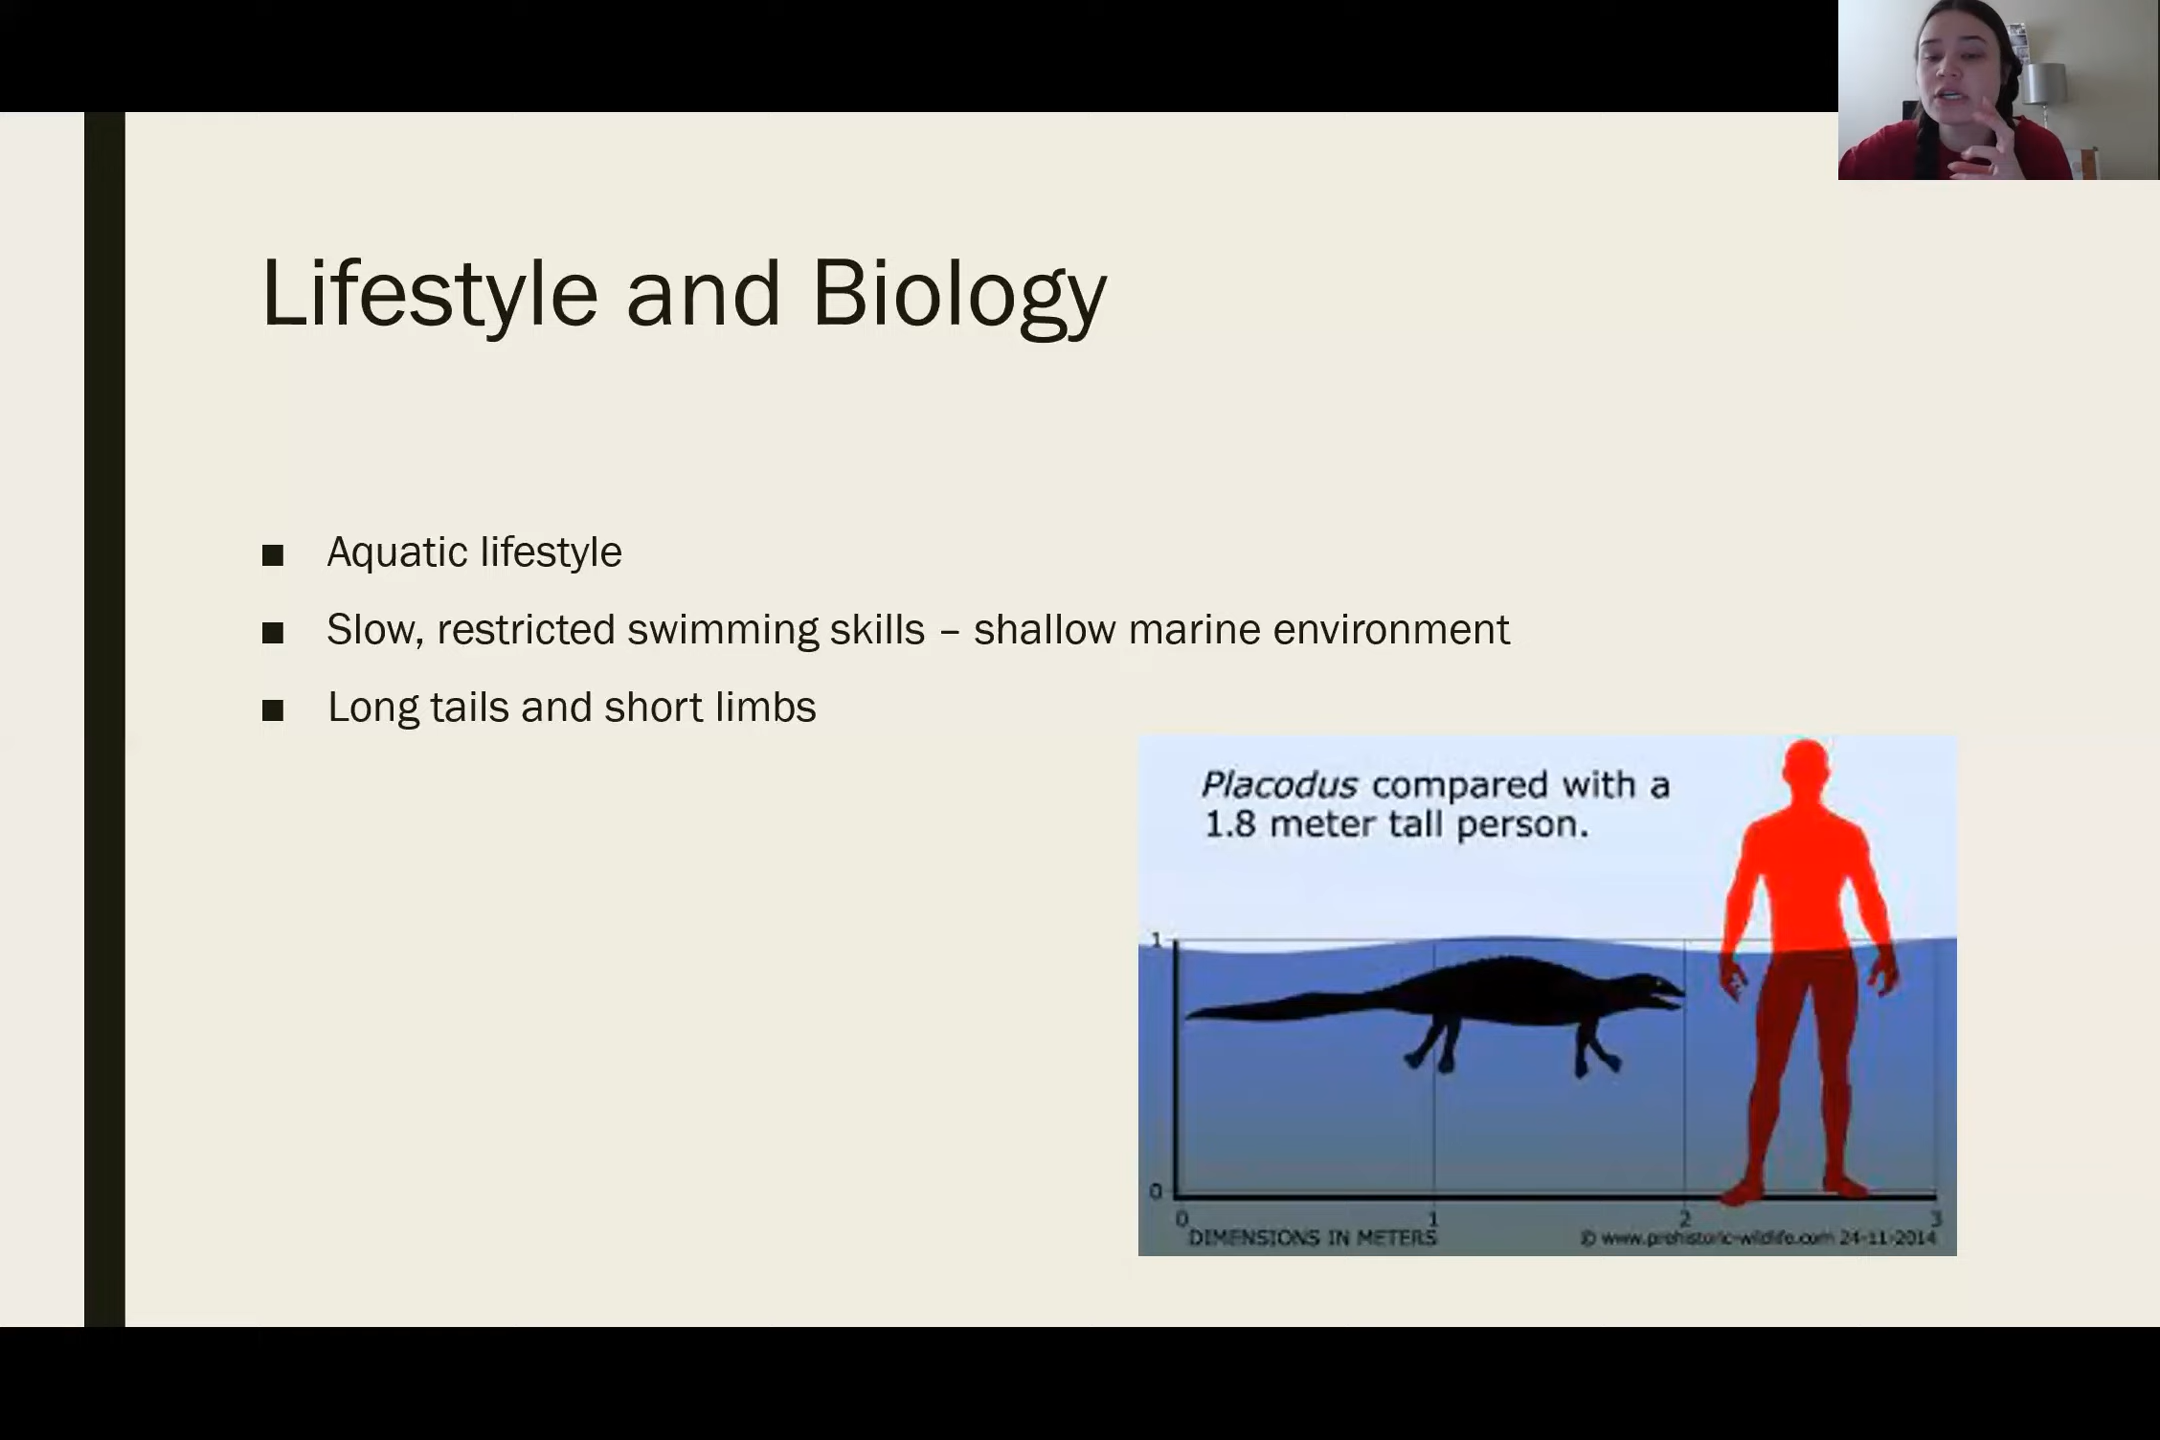 Lifestyle and Biology
■ Aquatic lifestyle
■ Slow, restricted swimming skills – shallow marine environment
■ Long tails and short limbs
Placodus compared with a
1.8 meter tall person.
1
0
0 1 2 3
DIMENSIONS IN METERS © www.prehistoric-wildlife.com 24-11-2014